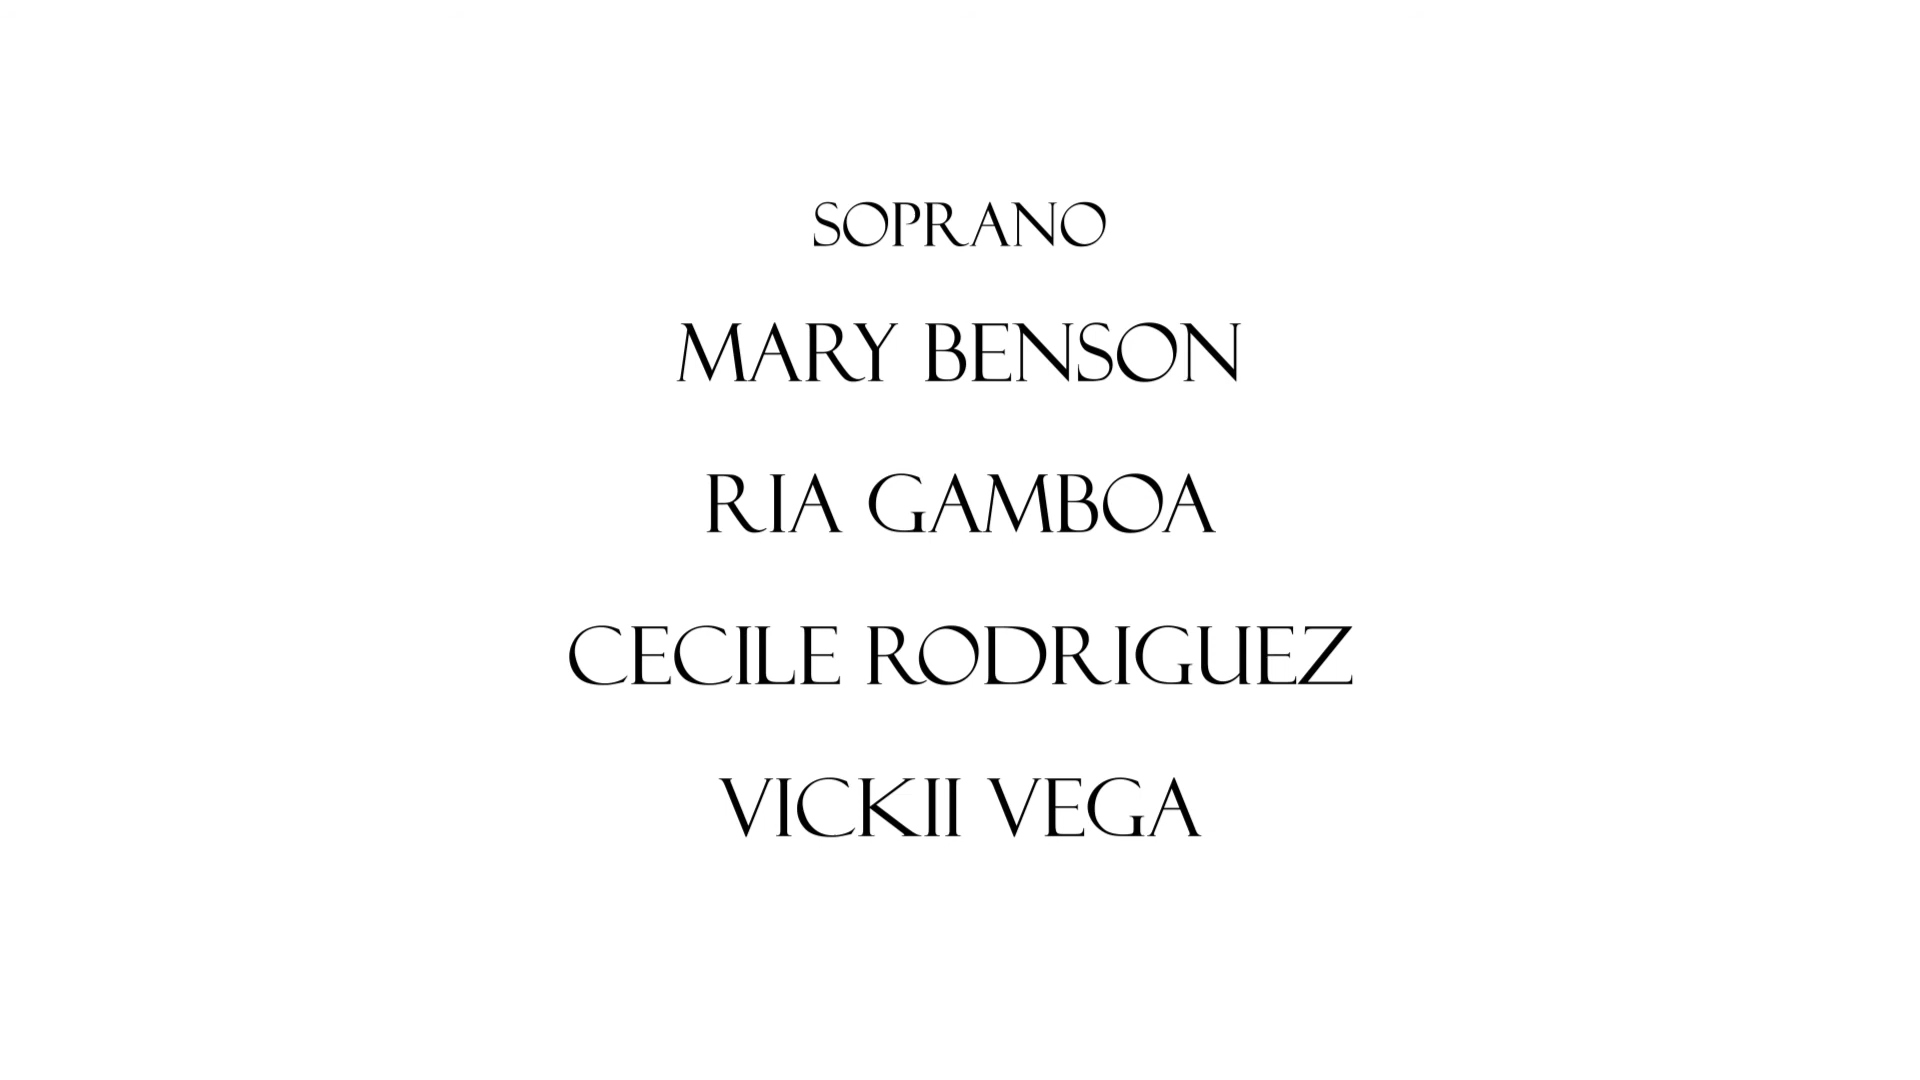 SOPRANO
MARY BENSON
RIA GAMBOA
CECILE RODRIGUEZ
VICKII VEGA